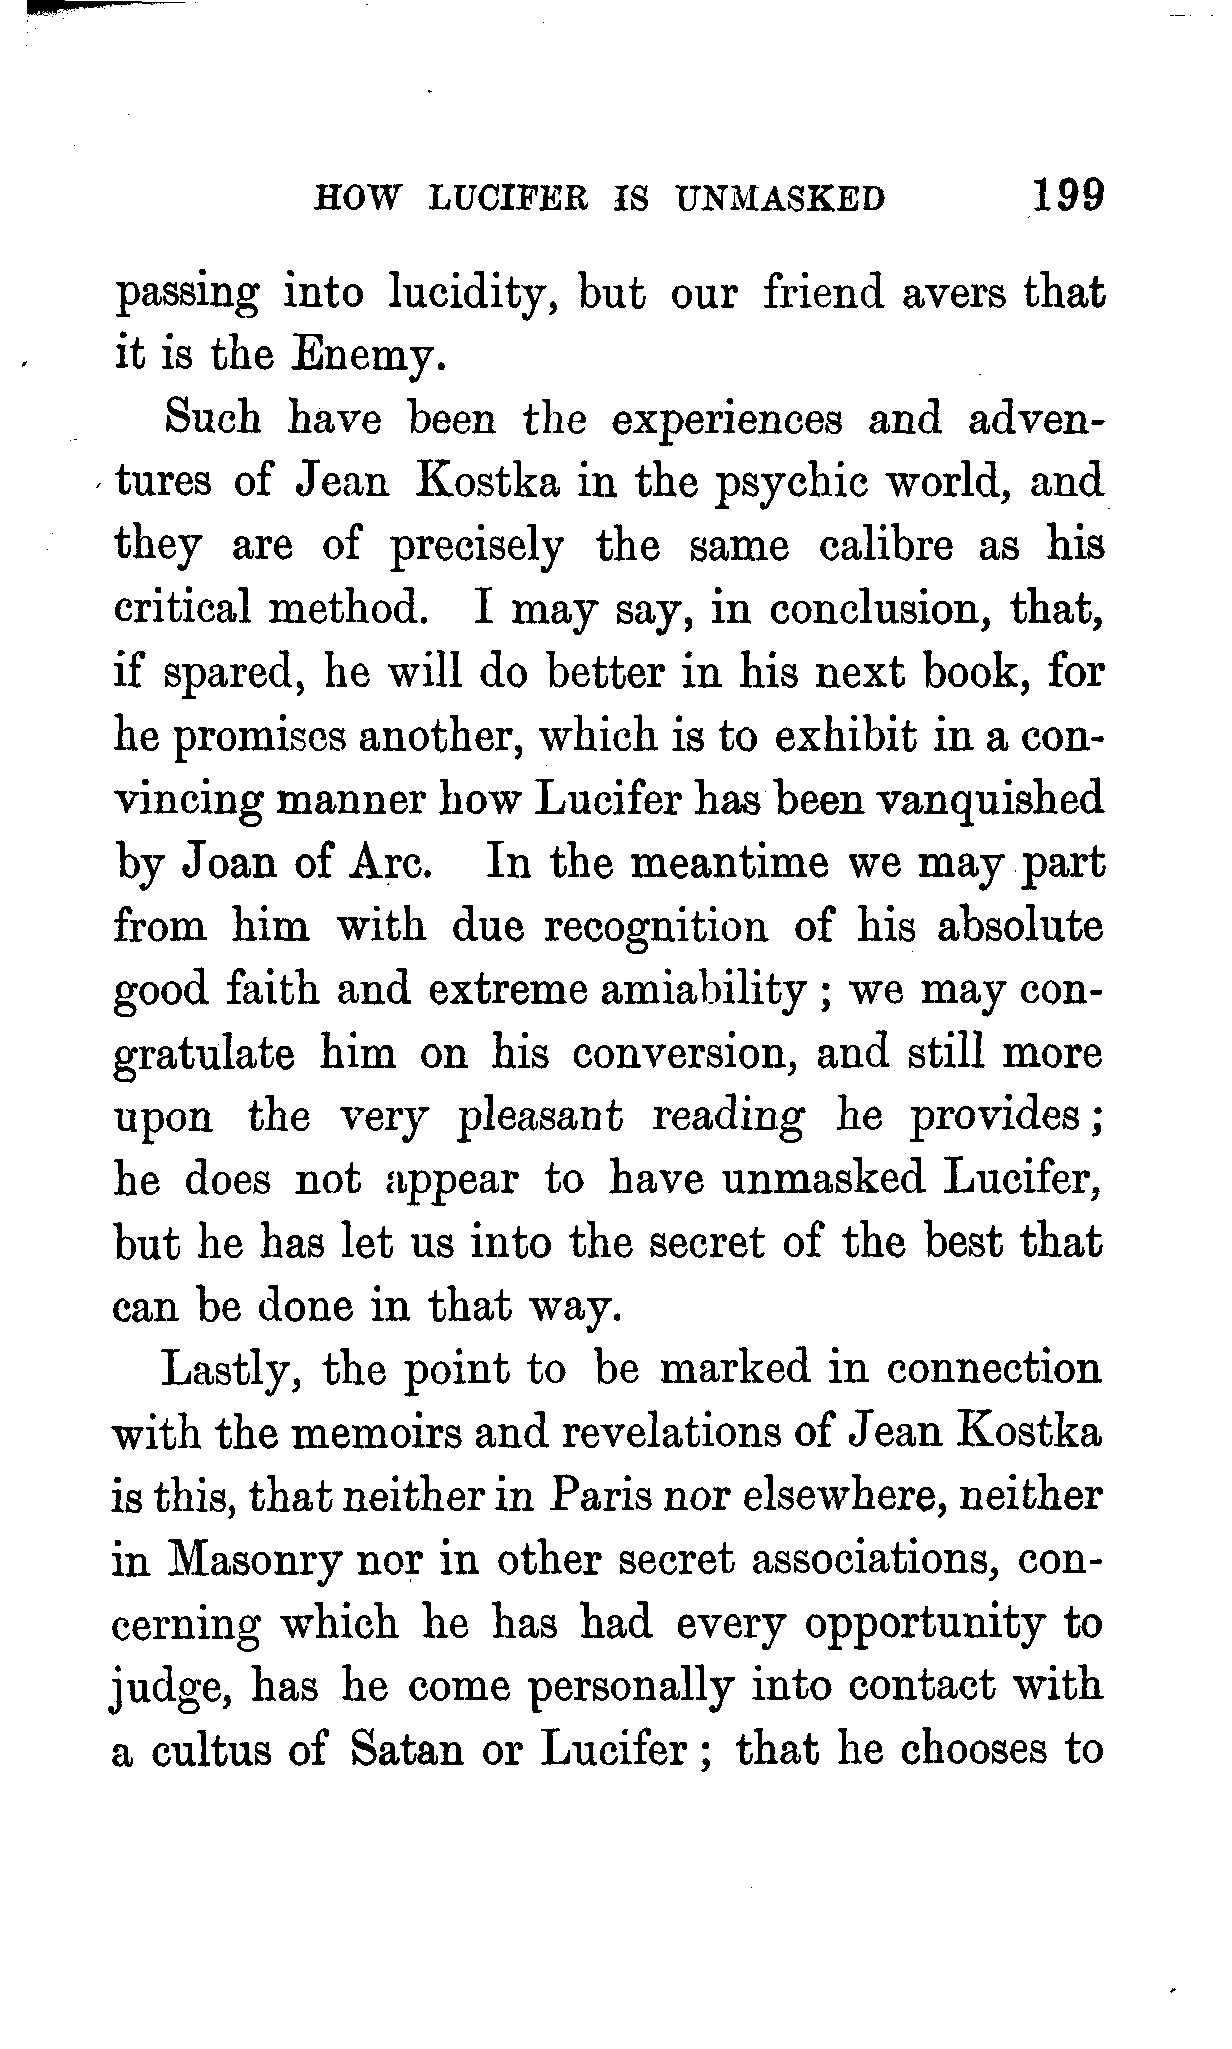 HOW LUCIFER IS UNMASKED 199
passing into lucidity, but our friend avers that
it is the Enemy.
Such have been the experiences and adven-
tures of Jean Kostka in the psychic world, and
they are of precisely the same calibre as his
critical method. I may say, in conclusion, that,
if spared, he will do better in his next book, for
he promises another, which is to exhibit in a con-
vincing manner how Lucifer has been vanquished
by Joan of Arc. In the meantime we may part
from him with due recognition of his absolute
good faith and extreme amiability ; we may con-
gratulate him on his conversion, and still more
upon the very pleasant reading he provides ;
he does not appear to have unmasked Lucifer,
but he has let us into the secret of the best that
can be done in that way.
Lastly, the point to be marked in connection
with the memoirs and revelations of Jean Kostka
is this, that neither in Paris nor elsewhere, neither
in Masonry nor in other secret associations, con-
cerning which he has had every opportunity to
judge, has he come personally into contact with
a cultus of Satan or Lucifer ; that he chooses to